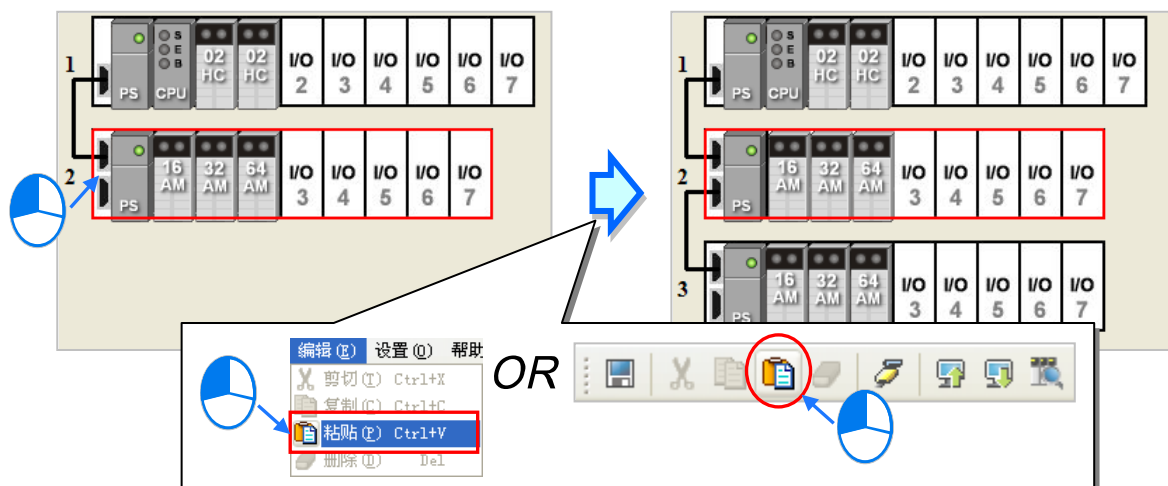 S
E
B
1
PS
CPU
02
HC
02
HC
I/O
2
I/O
3
I/O
4
I/O
5
I/O
6
I/O
7
2
PS
16
AM
32
AM
64
AM
I/O
3
I/O
4
I/O
5
I/O
6
I/O
7
S
E
B
1
PS
CPU
02
HC
02
HC
I/O
2
I/O
3
I/O
4
I/O
5
I/O
6
I/O
7
2
PS
16
AM
32
AM
64
AM
I/O
3
I/O
4
I/O
5
I/O
6
I/O
7
3
PS
16
AM
32
AM
64
AM
I/O
3
I/O
4
I/O
5
I/O
6
I/O
7
编辑(E) 设置(O) 帮助
剪切(T) Ctrl+X
复制(C) Ctrl+C
粘贴(P) Ctrl+V
删除(D) Del
OR